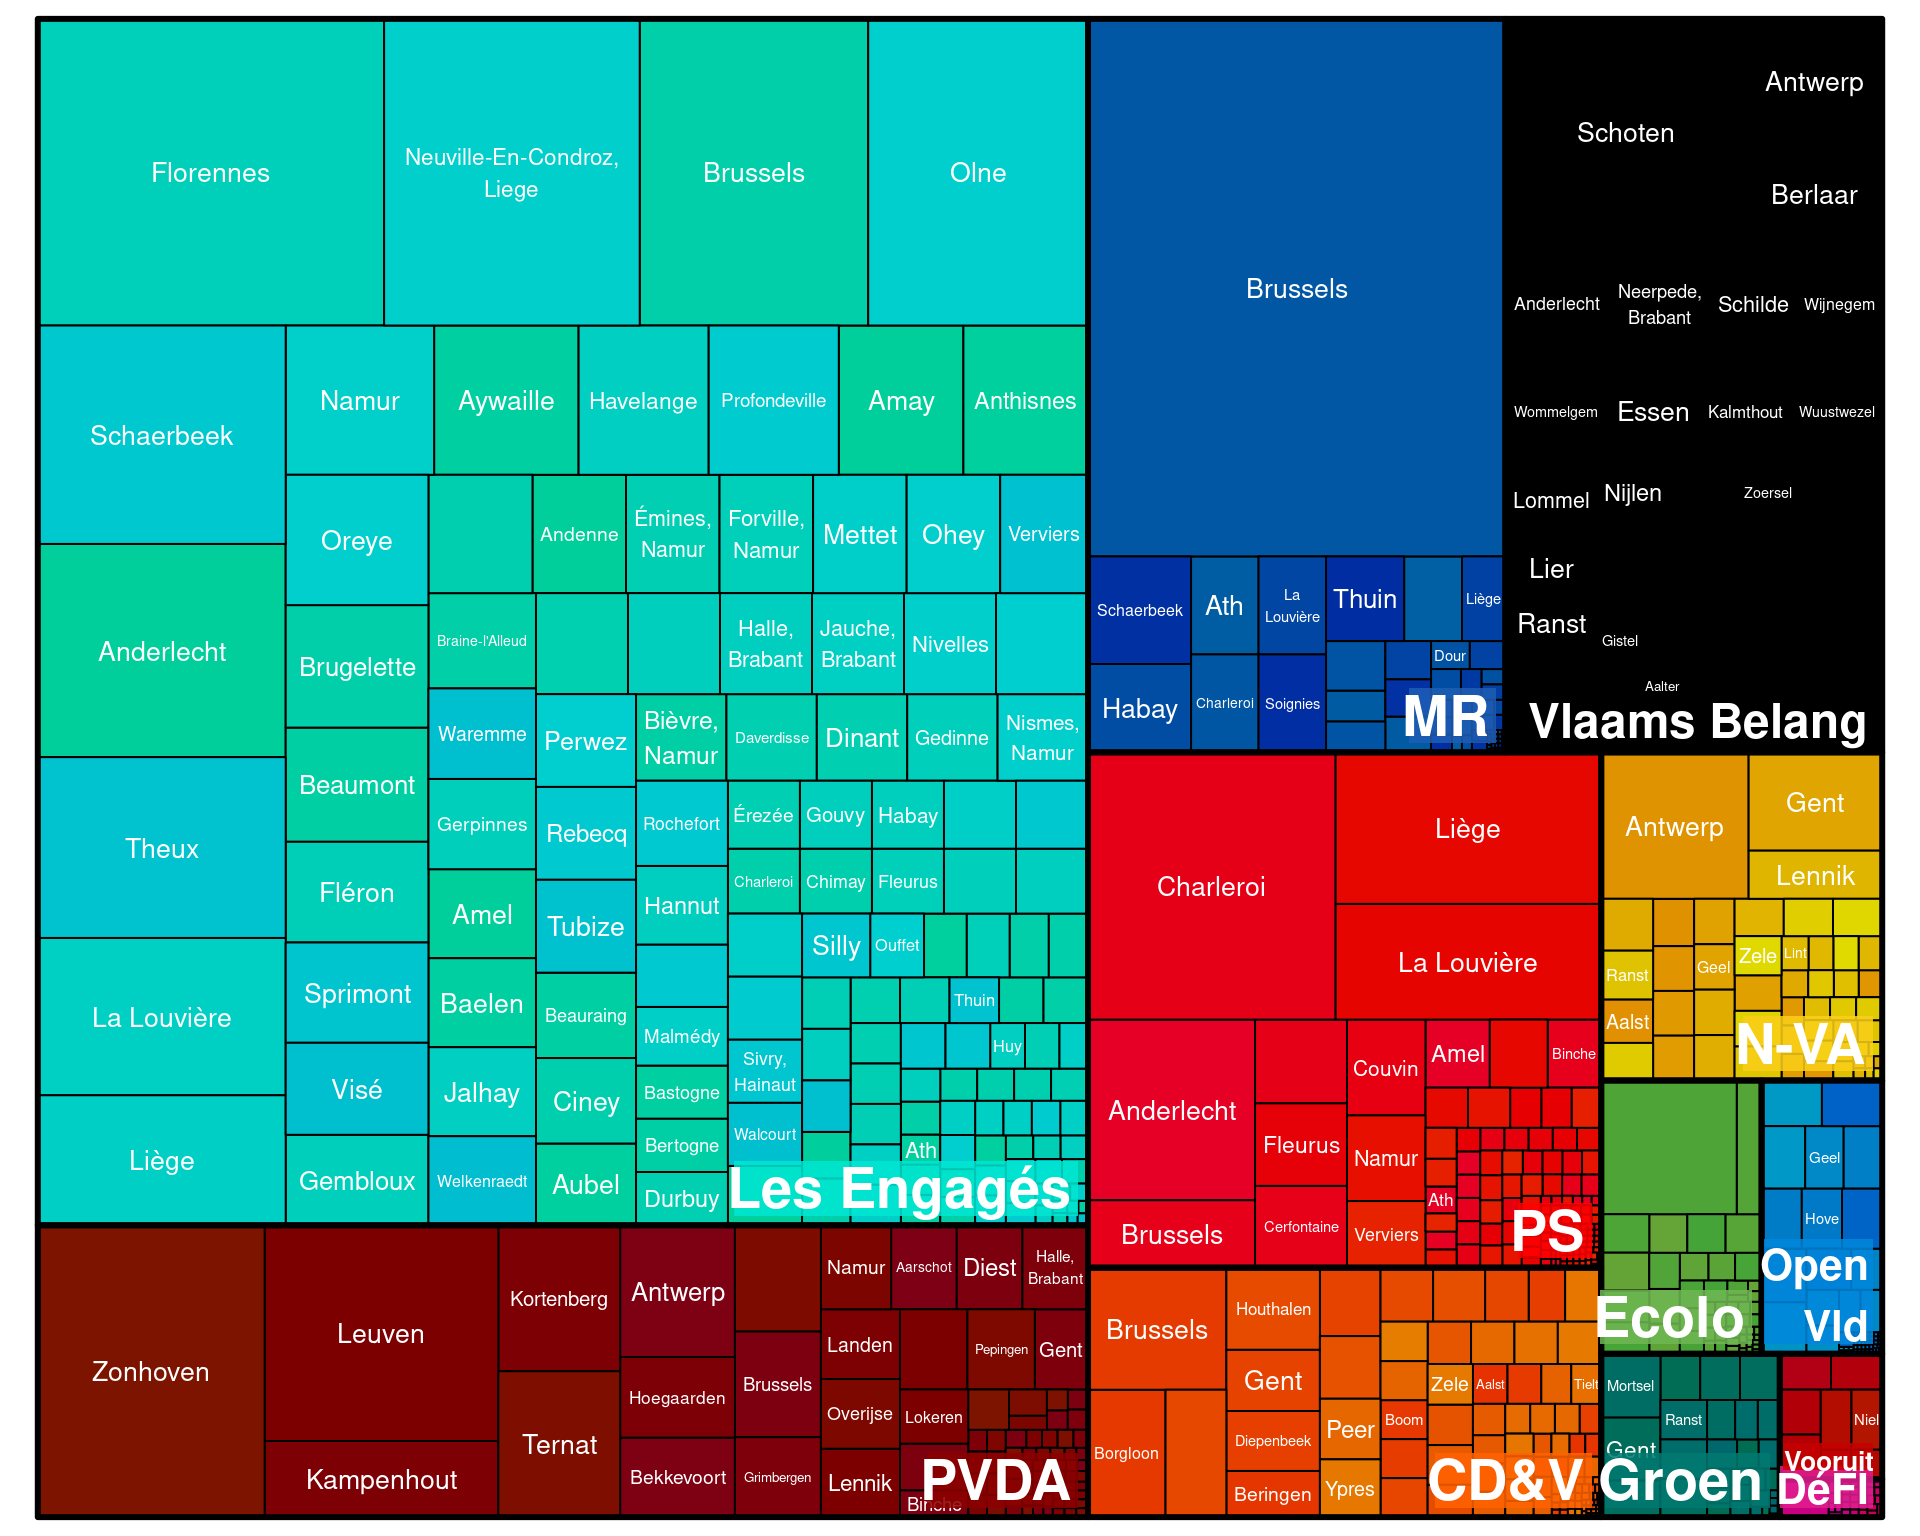 Florennes
Neuville-En-Condroz,
Liege
Brussels
Olne
Schaerbeek
Namur
Aywaille
Havelange
Profondeville
Amay
Anthisnes
Oreye
Andenne
Émines,
Namur
Forville,
Namur
Mettet
Ohey
Verviers
Anderlecht
Brugelette
Braine-l'Alleud
Halle,
Brabant
Jauche,
Brabant
Nivelles
Waremme
Perwez
Bièvre,
Namur
Daverdisse
Dinant
Gedinne
Nismes,
Namur
Theux
Beaumont
Gerpinnes
Rebecq
Rochefort
Érezée
Gouvy
Habay
Charleroi
Chimay
Fleurus
Fléron
Amel
Tubize
Hannut
Silly
Ouffet
La Louvière
Sprimont
Baelen
Beauraing
Malmédy
Thuin
Sivry,
Hainaut
Huy
Visé
Jalhay
Ciney
Bastogne
Bertogne
Walcourt
Ath
Liège
Gembloux
Welkenraedt
Aubel
Durbuy
Les Engagés
Zonhoven
Leuven
Kampenhout
Kortenberg
Ternat
Antwerp
Hoegaarden
Bekkevoort
Brussels
Grimbergen
Namur
Aarschot
Diest
Halle,
Brabant
Landen
Pepingen
Gent
Overijse
Lokeren
Lennik
Binche
PVDA
Brussels
Schaerbeek
Ath
La
Louvière
Thuin
Liège
Habay
Charleroi
Soignies
Dour
MR
Antwerp
Schoten
Berlaar
Anderlecht
Neerpede,
Brabant
Schilde
Wijnegem
Wommelgem
Essen
Kalmthout
Wuustwezel
Lommel
Nijlen
Zoersel
Lier
Ranst
Gistel
Aalter
Vlaams Belang
Charleroi
Liège
La Louvière
Anderlecht
Brussels
Fleurus
Cerfontaine
Couvin
Namur
Verviers
Amel
Binche
Ath
PS
Antwerp
Gent
Lennik
Ranst
Aalst
Geel
Zele
Lint
N-VA
Ecolo
Geel
Hove
Open
Vld
Brussels
Borgloon
Houthalen
Gent
Diepenbeek
Beringen
Peer
Ypres
Boom
Zele
Aalst
Tielt
CD&V
Mortsel
Ranst
Gent
Groen
Niel
Vooruit
DéFI